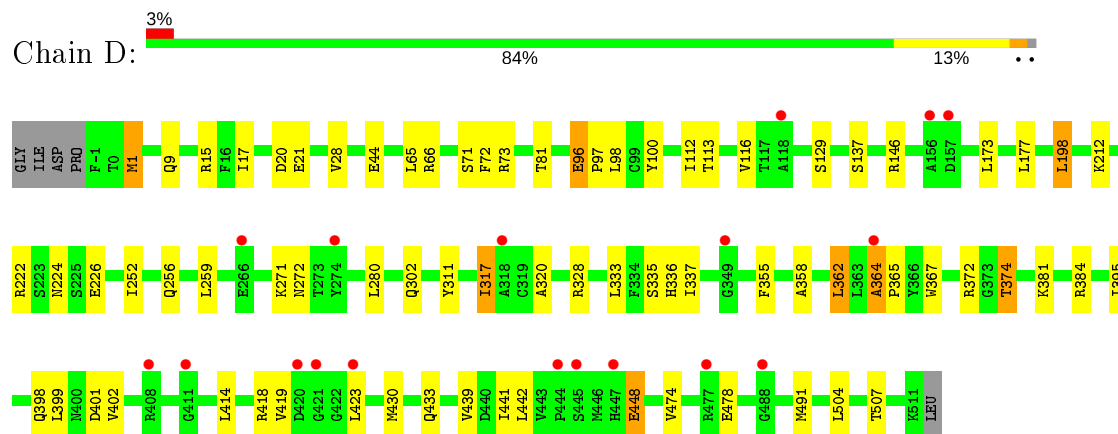 3%
Chain D:
84% 13% • •
GLY ILE ASP PRO F-1 T0 M1 Q9 R15 F16 I17 D20 E21 V28 E44 L65 R66 S71 F72 R73 T81 E96 P97 L98 C99 Y100 I112 T113 V116 T117 A118 S129 S137 R146 A156 D157 L173 L177 L198 K212
R222 S223 N224 S225 E226 I252 Q256 L259 E266 K271 N272 T273 Y274 L280 Q302 Y311 I317 A318 C319 A320 R328 L333 F334 S335 H336 I337 G349 F355 A358 L362 L363 A364 P365 Y366 W367 R372 G373 T374 K381 R384 I395
Q398 L399 N400 D401 V402 R408 G411 L414 R418 V419 D420 G421 G422 L423 M430 Q433 V439 D440 I441 L442 V443 P444 S445 M446 H447 E448 V474 R477 E478 G488 M491 L504 T507 K511 LEU